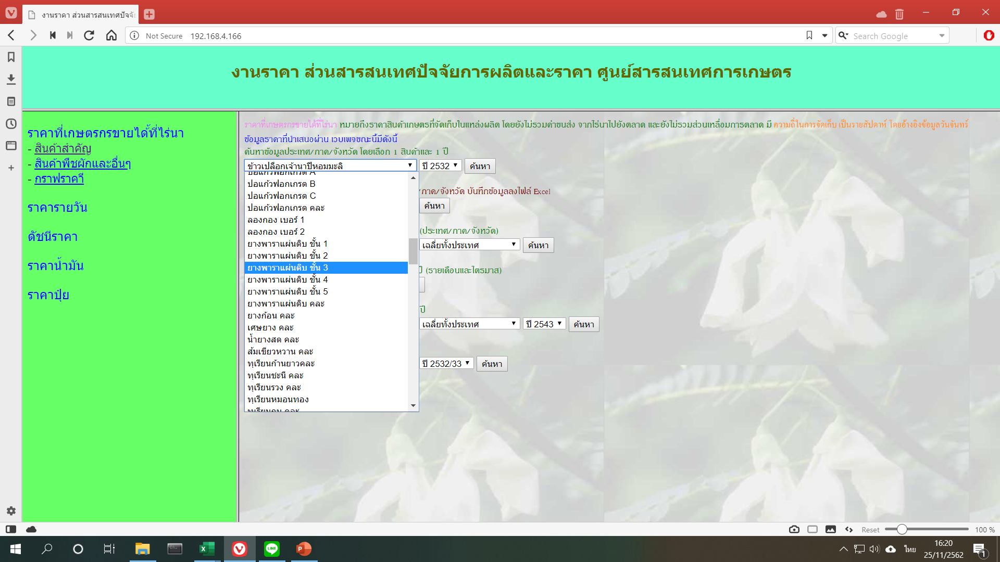 งานราคา ส่วนสารสนเทศปัจจัย
Not Secure 192.168.4.166
Search Google
งานราคา ส่วนสารสนเทศปัจจัยการผลิตและราคา ศูนย์สารสนเทศการเกษตร
ราคาที่เกษตรกรขายได้ที่ไร่นา
- สินค้าสำคัญ
- สินค้าพืชผักและอื่นๆ
- กราฟราควี
ราคารายวัน
ดัชนีราคา
ราคาน้ำมัน
ราคาปุ๋ย
ราคาที่เกษตรกรขายได้ที่ไร่นา หมายถึงราคาสินค้าเกษตรที่จัดเก็บในแหล่งผลิต โดยยังไม่รวมค่าขนส่ง จากไร่นาไปยังตลาด และยังไม่รวมส่วนเหลื่อมการตลาด มี ความถี่ในการจัดเก็บ เป็นรายสัปดาห์ โดยอ้างอิงข้อมูลวันจันทร์
ข้อมูลราคาที่นำเสนอผ่าน เวบเพจขณะนี้มีดังนี้
ค้นหาข้อมูลประเทศ/ภาค/จังหวัด โดยเลือก 1 สินค้าและ 1 ปี
ข้าวเปลือกเจ้านาปีหอมมะลิ ปี 2532 ค้นหา
ปอแก้วฟอกเกรด A
ปอแก้วฟอกเกรด B
ปอแก้วฟอกเกรด C
ปอแก้วฟอกเกรด คละ
ลองกอง เบอร์ 1
ลองกอง เบอร์ 2
ยางพาราแผ่นดิบ ชั้น 1
ยางพาราแผ่นดิบ ชั้น 2
ยางพาราแผ่นดิบ ชั้น 3
ยางพาราแผ่นดิบ ชั้น 4
ยางพาราแผ่นดิบ ชั้น 5
ยางพาราแผ่นดิบ คละ
ยางก้อน คละ
เศษยาง คละ
น้ำยางสด คละ
ส้มเขียวหวาน คละ
ทุเรียนก้านยาวคละ
ทุเรียนชะนี คละ
ทุเรียนรวง คละ
ทุเรียนหมอนทอง
/ภาค/จังหวัด บันทึกข้อมูลลงไฟล์ Excel
ค้นหา
(ประเทศ/ภาค/จังหวัด)
เฉลี่ยทั้งประเทศ ค้นหา
ปี (รายเดือนและไตรมาส)
ปี
เฉลี่ยทั้งประเทศ ปี 2543 ค้นหา
ปี 2532/33 ค้นหา
Reset 100 %
LINE
ไทย
16:20
25/11/2562
1